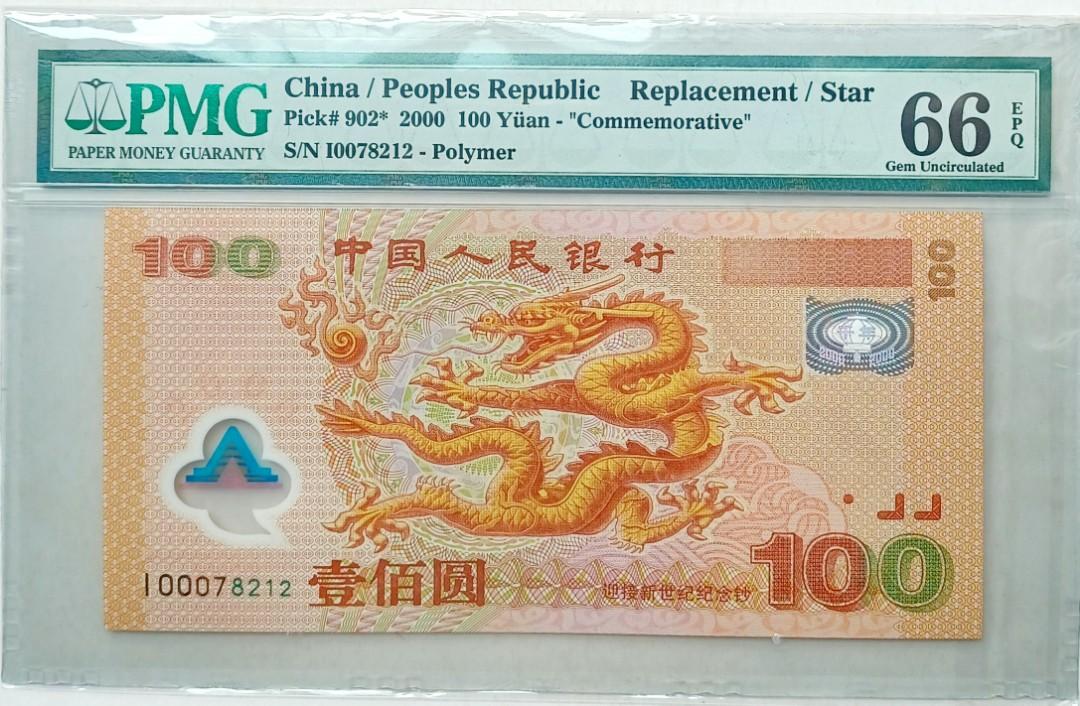 PMG
PAPER MONEY GUARANTY
China / Peoples Republic Replacement / Star
Pick# 902* 2000 100 Yüan - "Commemorative"
S/N I0078212 - Polymer
66
EPQ
Gem Uncirculated
100
中国人民银行
100
I00078212
壹佰圆
迎接新世纪纪念钞
100